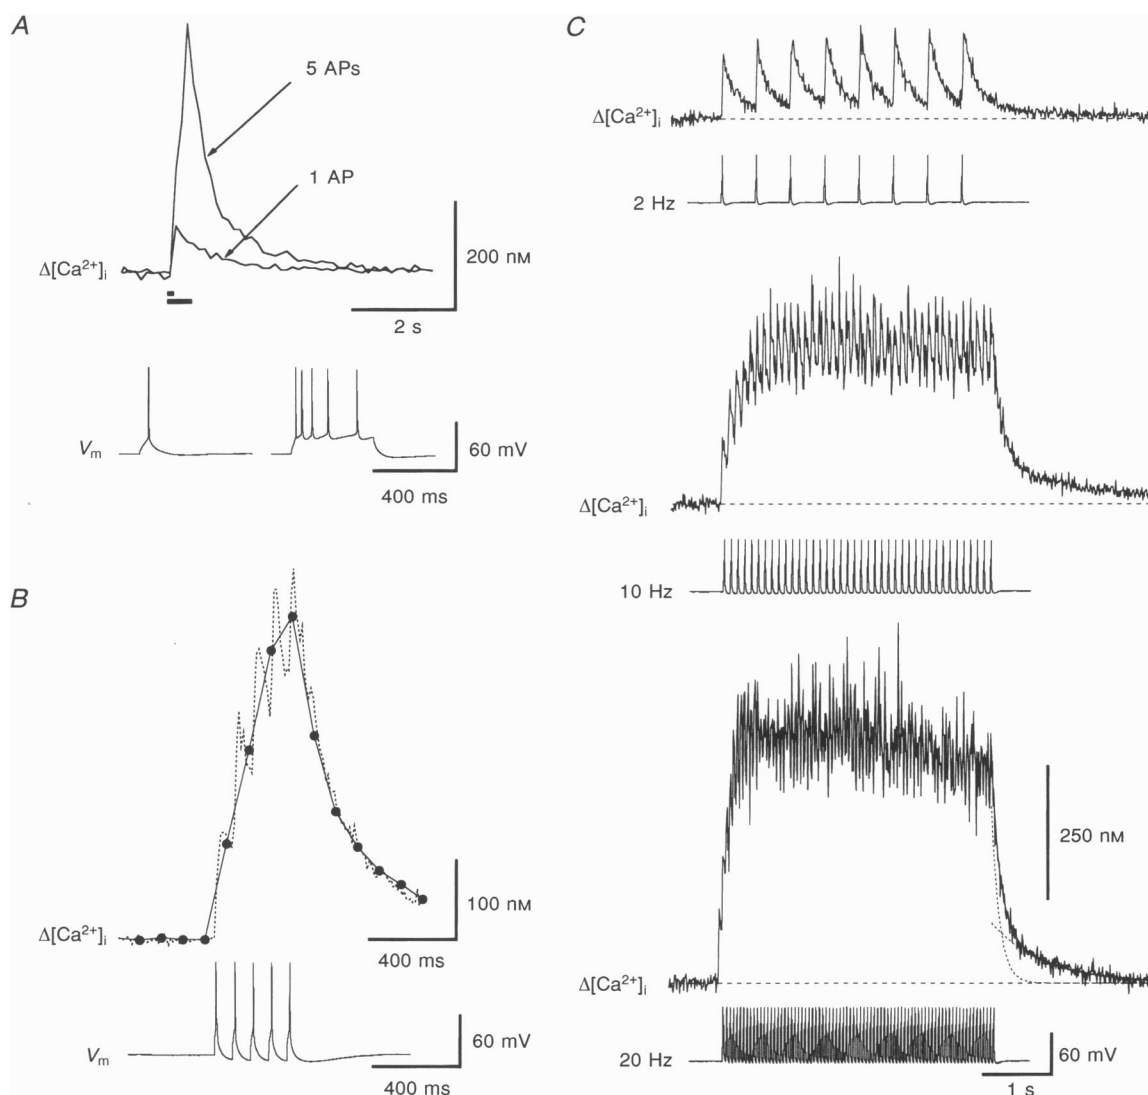 A
5 APs
1 AP
Δ[Ca²⁺]ᵢ
200 nM
2 s
Vₘ
60 mV
400 ms
B
Δ[Ca²⁺]ᵢ
100 nM
400 ms
Vₘ
60 mV
400 ms
C
Δ[Ca²⁺]ᵢ
2 Hz
Δ[Ca²⁺]ᵢ
10 Hz
250 nM
Δ[Ca²⁺]ᵢ
20 Hz
60 mV
1 s